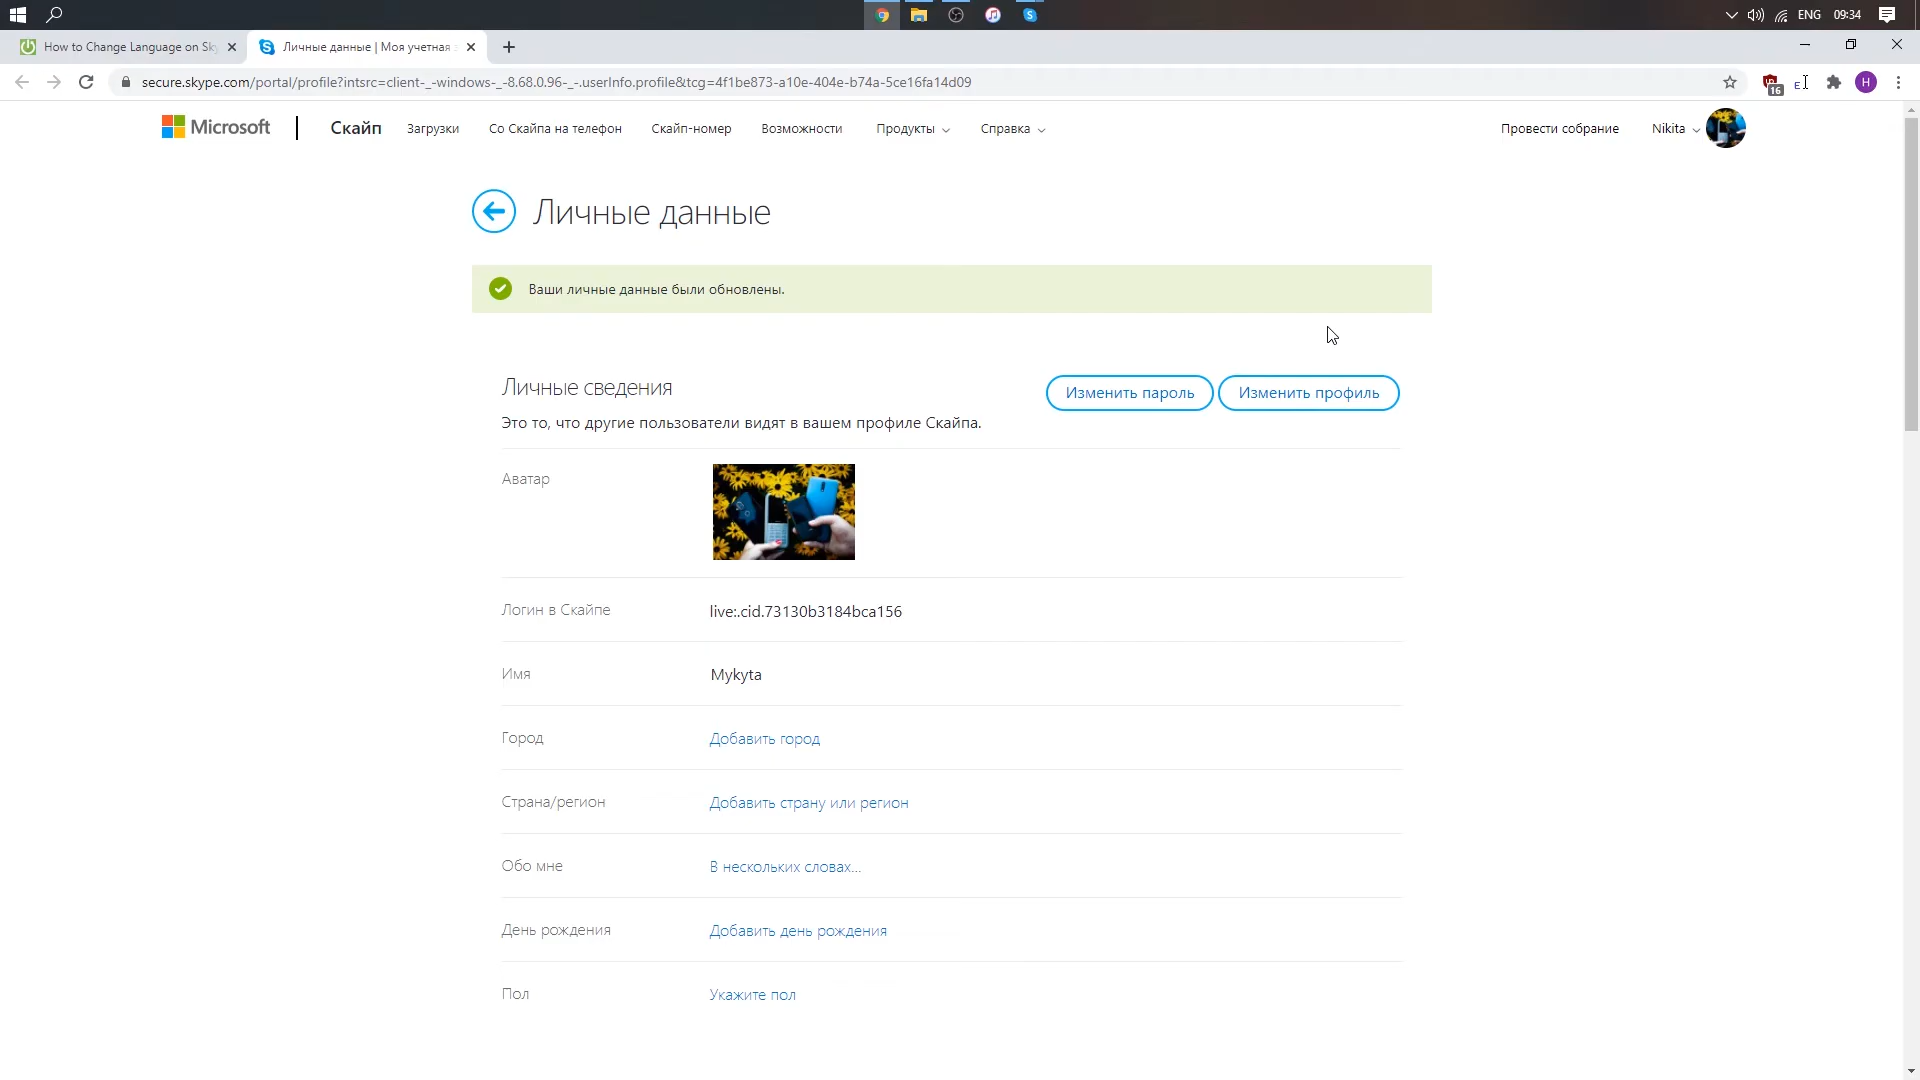 ENG 09:34
How to Change Language on Sk
Личные данные | Моя учетная
secure.skype.com/portal/profile?intsrc=client-_-windows-_-8.68.0.96-_-.userInfo.profile&tcg=4f1be873-a10e-404e-b74a-5ce16fa14d09
16
H
Microsoft
Скайп Загрузки Со Скайпа на телефон Скайп-номер Возможности Продукты Справка Провести собрание Nikita
Личные данные
Ваши личные данные были обновлены.
Личные сведения
Изменить пароль Изменить профиль
Это то, что другие пользователи видят в вашем профиле Скайпа.
Аватар
Логин в Скайпе live:.cid.73130b3184bca156
Имя Mykyta
Город Добавить город
Страна/регион Добавить страну или регион
Обо мне В нескольких словах...
День рождения Добавить день рождения
Пол Укажите пол